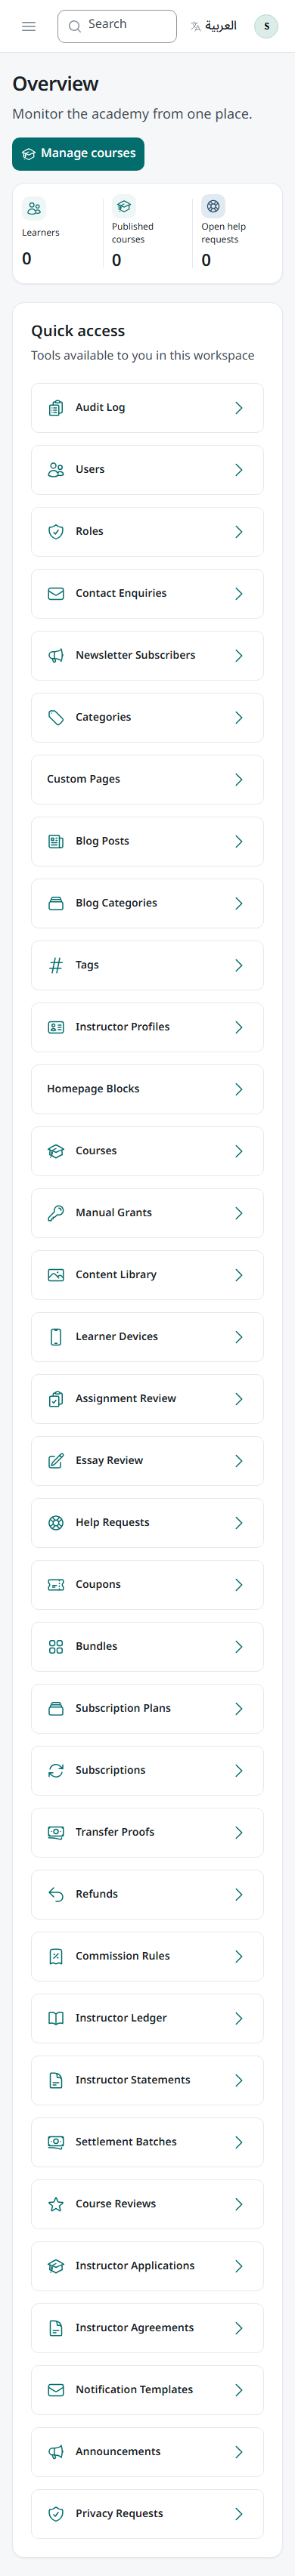 Search
العربية
S
Overview
Monitor the academy from one place.
Manage courses
Learners
0
Published
courses
0
Open help
requests
0
Quick access
Tools available to you in this workspace
Audit Log
Users
Roles
Contact Enquiries
Newsletter Subscribers
Categories
Custom Pages
Blog Posts
Blog Categories
Tags
Instructor Profiles
Homepage Blocks
Courses
Manual Grants
Content Library
Learner Devices
Assignment Review
Essay Review
Help Requests
Coupons
Bundles
Subscription Plans
Subscriptions
Transfer Proofs
Refunds
Commission Rules
Instructor Ledger
Instructor Statements
Settlement Batches
Course Reviews
Instructor Applications
Instructor Agreements
Notification Templates
Announcements
Privacy Requests